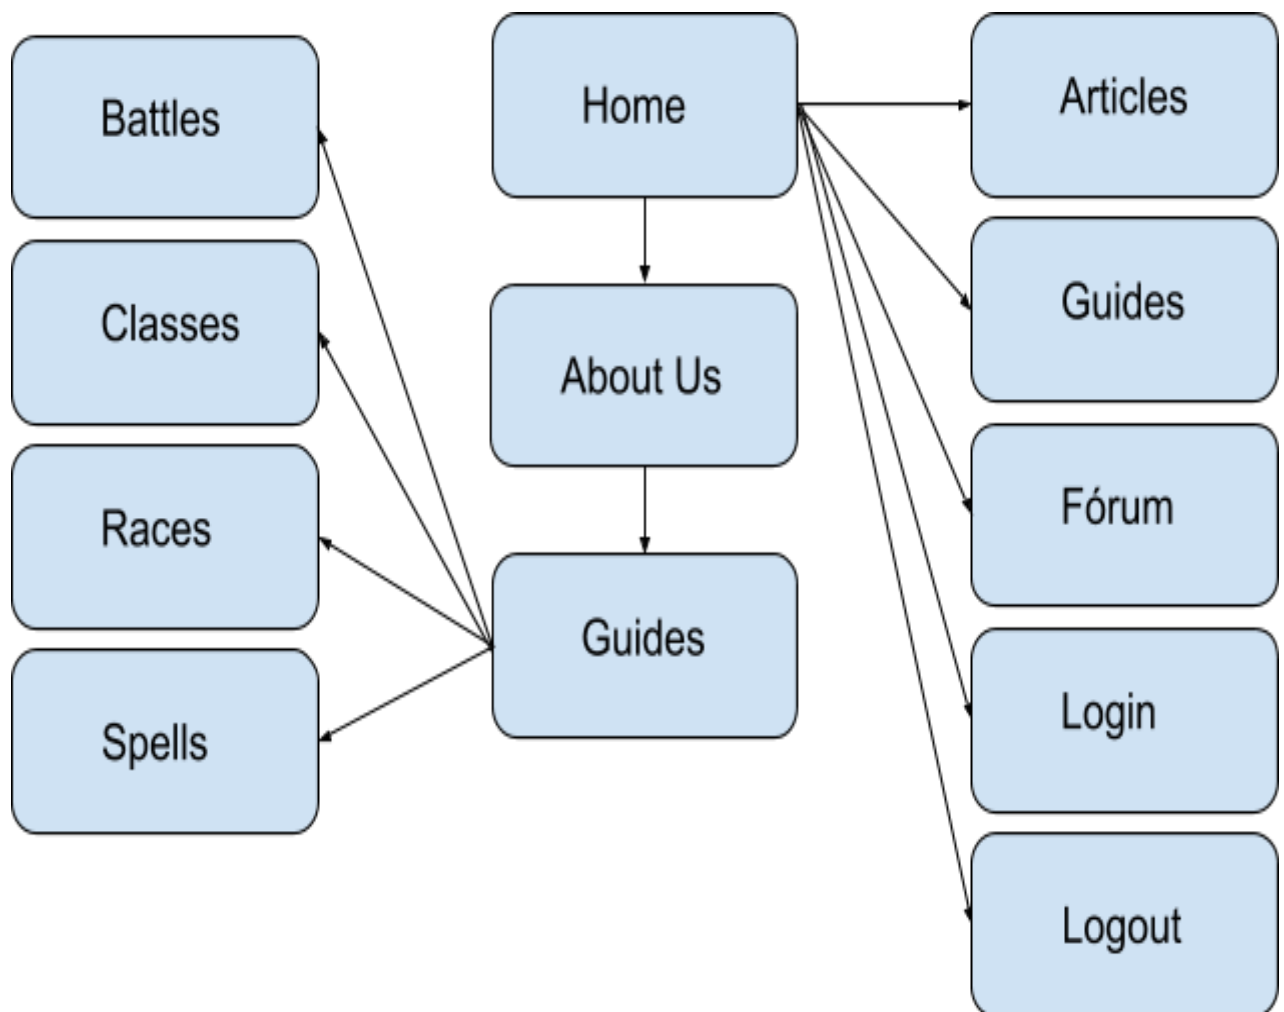 Battles
Classes
Races
Spells
Home
About Us
Guides
Articles
Guides
Fórum
Login
Logout